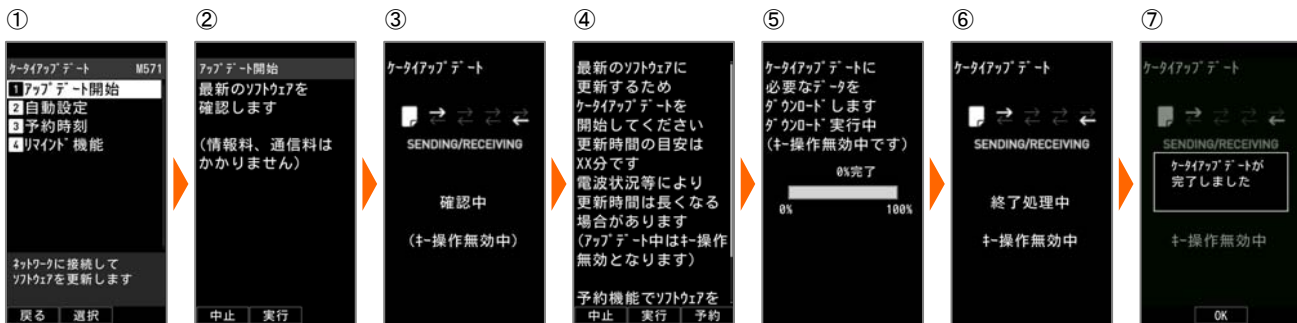 ①
ｹｰﾀｲｱｯﾌﾟﾃﾞｰﾄ M571
1 ｱｯﾌﾟﾃﾞｰﾄ開始
2 自動設定
3 予約時刻
4 ﾘﾏｲﾝﾄﾞ機能
ﾈｯﾄﾜｰｸに接続して
ｿﾌﾄｳｪｱを更新します
戻る 選択
②
ｱｯﾌﾟﾃﾞｰﾄ開始
最新のｿﾌﾄｳｪｱを
確認します
(情報料、通信料は
かかりません)
中止 実行
③
ｹｰﾀｲｱｯﾌﾟﾃﾞｰﾄ
SENDING/RECEIVING
確認中
(ｷｰ操作無効中)
④
最新のｿﾌﾄｳｪｱに
更新するため
ｹｰﾀｲｱｯﾌﾟﾃﾞｰﾄを
開始してください
更新時間の目安は
XX分です
電波状況等により
更新時間は長くなる
場合があります
(ｱｯﾌﾟﾃﾞｰﾄ中はｷｰ操作
無効となります)
予約機能でｿﾌﾄｳｪｱを
中止 実行 予約
⑤
ｹｰﾀｲｱｯﾌﾟﾃﾞｰﾄに
必要なﾃﾞｰﾀを
ﾀﾞｳﾝﾛｰﾄﾞします
ﾀﾞｳﾝﾛｰﾄﾞ実行中
(ｷｰ操作無効中です)
0%完了
0% 100%
⑥
ｹｰﾀｲｱｯﾌﾟﾃﾞｰﾄ
SENDING/RECEIVING
終了処理中
ｷｰ操作無効中
⑦
ｹｰﾀｲｱｯﾌﾟﾃﾞｰﾄ
SENDING/RECEIVING
ｹｰﾀｲｱｯﾌﾟﾃﾞｰﾄが
完了しました
ｷｰ操作無効中
OK